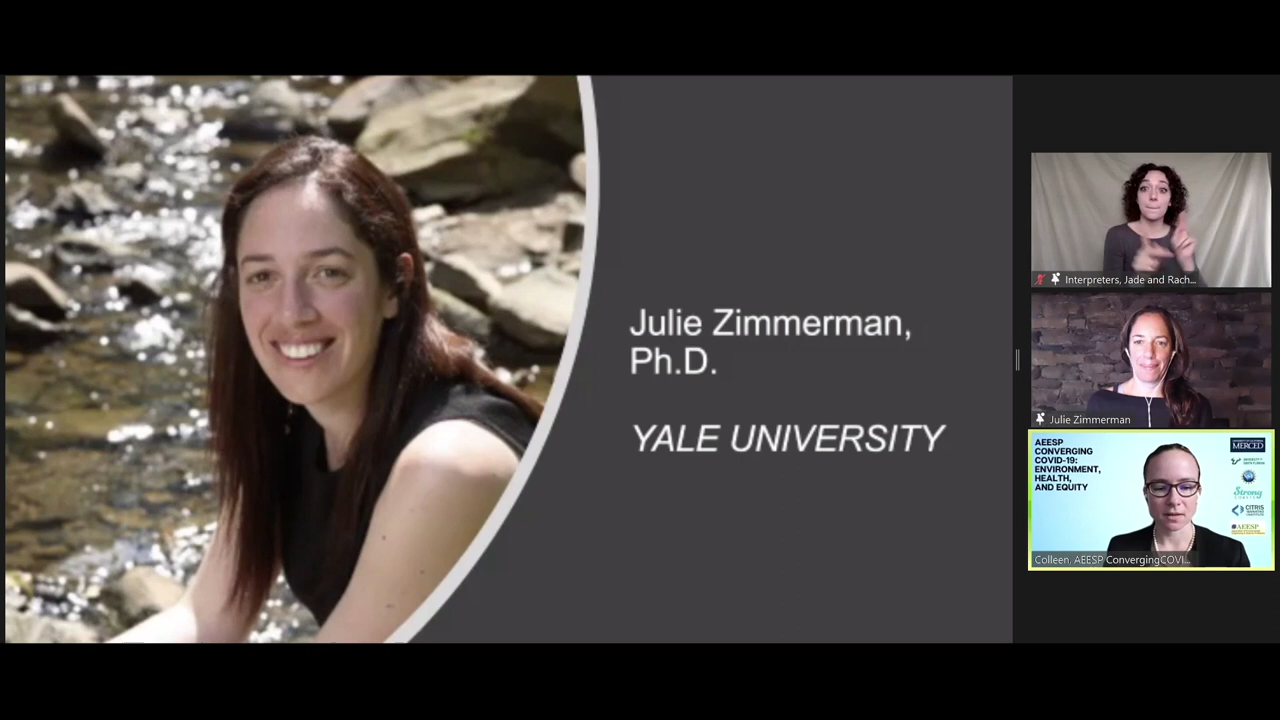 Julie Zimmerman,
Ph.D.
YALE UNIVERSITY
Interpreters, Jade and Rach...
Julie Zimmerman
AEESP
CONVERGING
COVID-19:
ENVIRONMENT,
HEALTH,
AND EQUITY
MERCED
Strong
CITRIS
AEESP
Colleen, AEESP ConvergingCOVI...